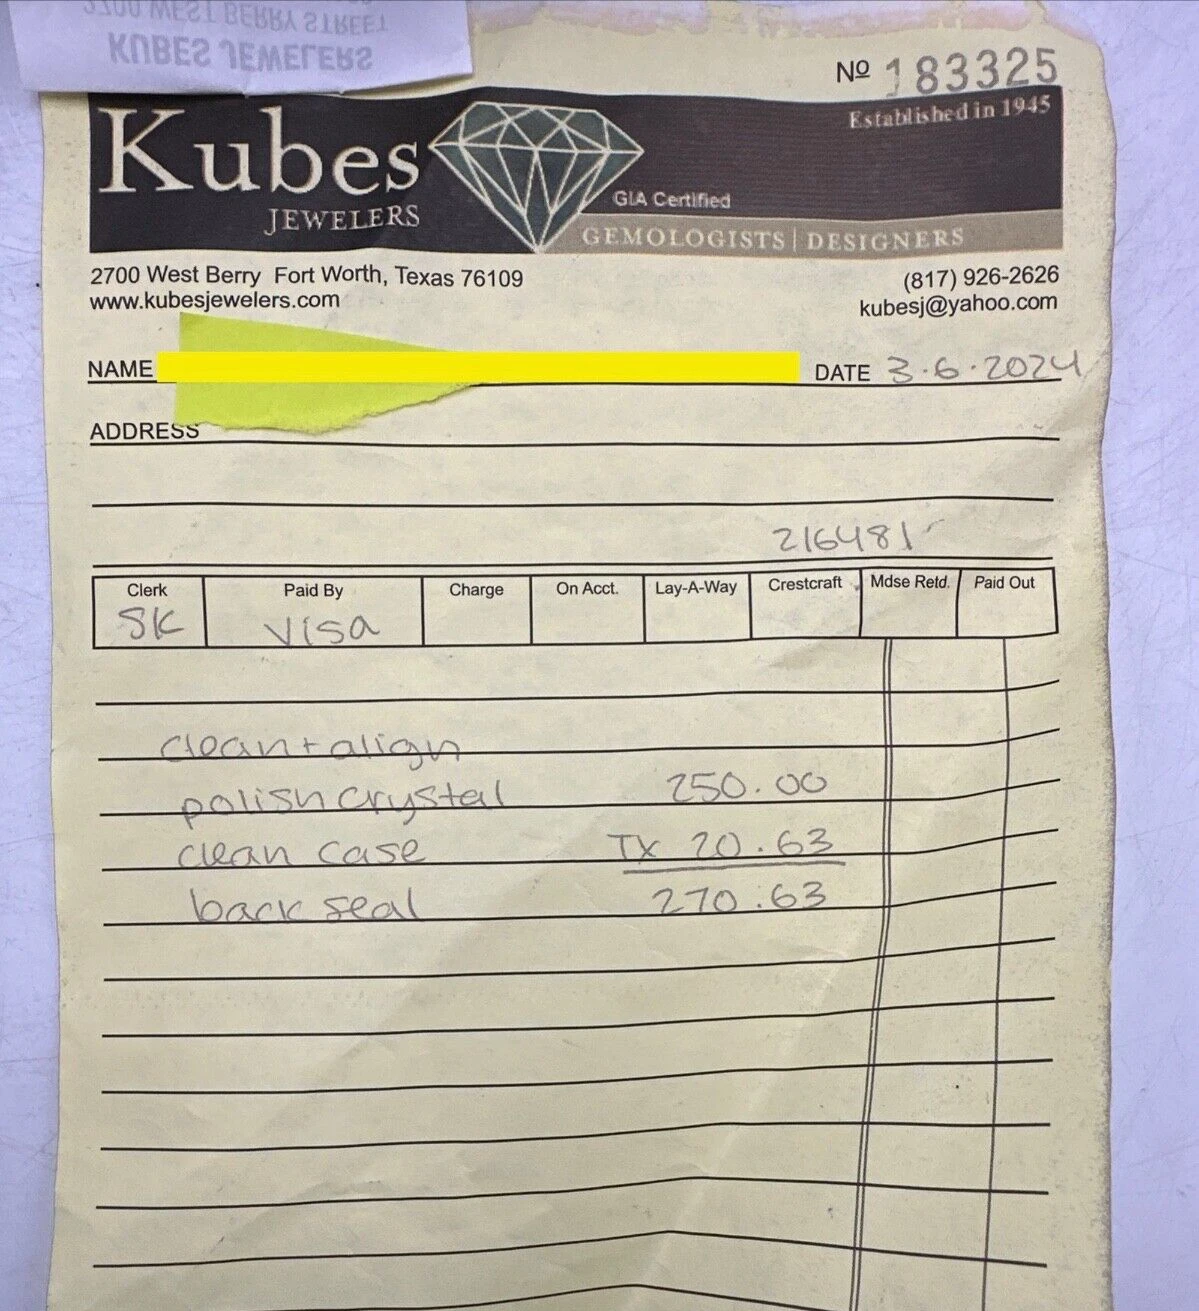 2700 WEST BERRY STREET
KUBES JEWELERS
Nº 183325
Kubes
JEWELERS
Established in 1945
GIA Certified
GEMOLOGISTS | DESIGNERS
2700 West Berry Fort Worth, Texas 76109
(817) 926-2626
www.kubesjewelers.com
kubesj@yahoo.com
NAME DATE 3.6.2024
ADDRESS
216481
Clerk Paid By Charge On Acct. Lay-A-Way Crestcraft Mdse Retd. Paid Out
SK Visa
clean + align
polish crystal 250.00
clean case TX 20.63
back seal 270.63